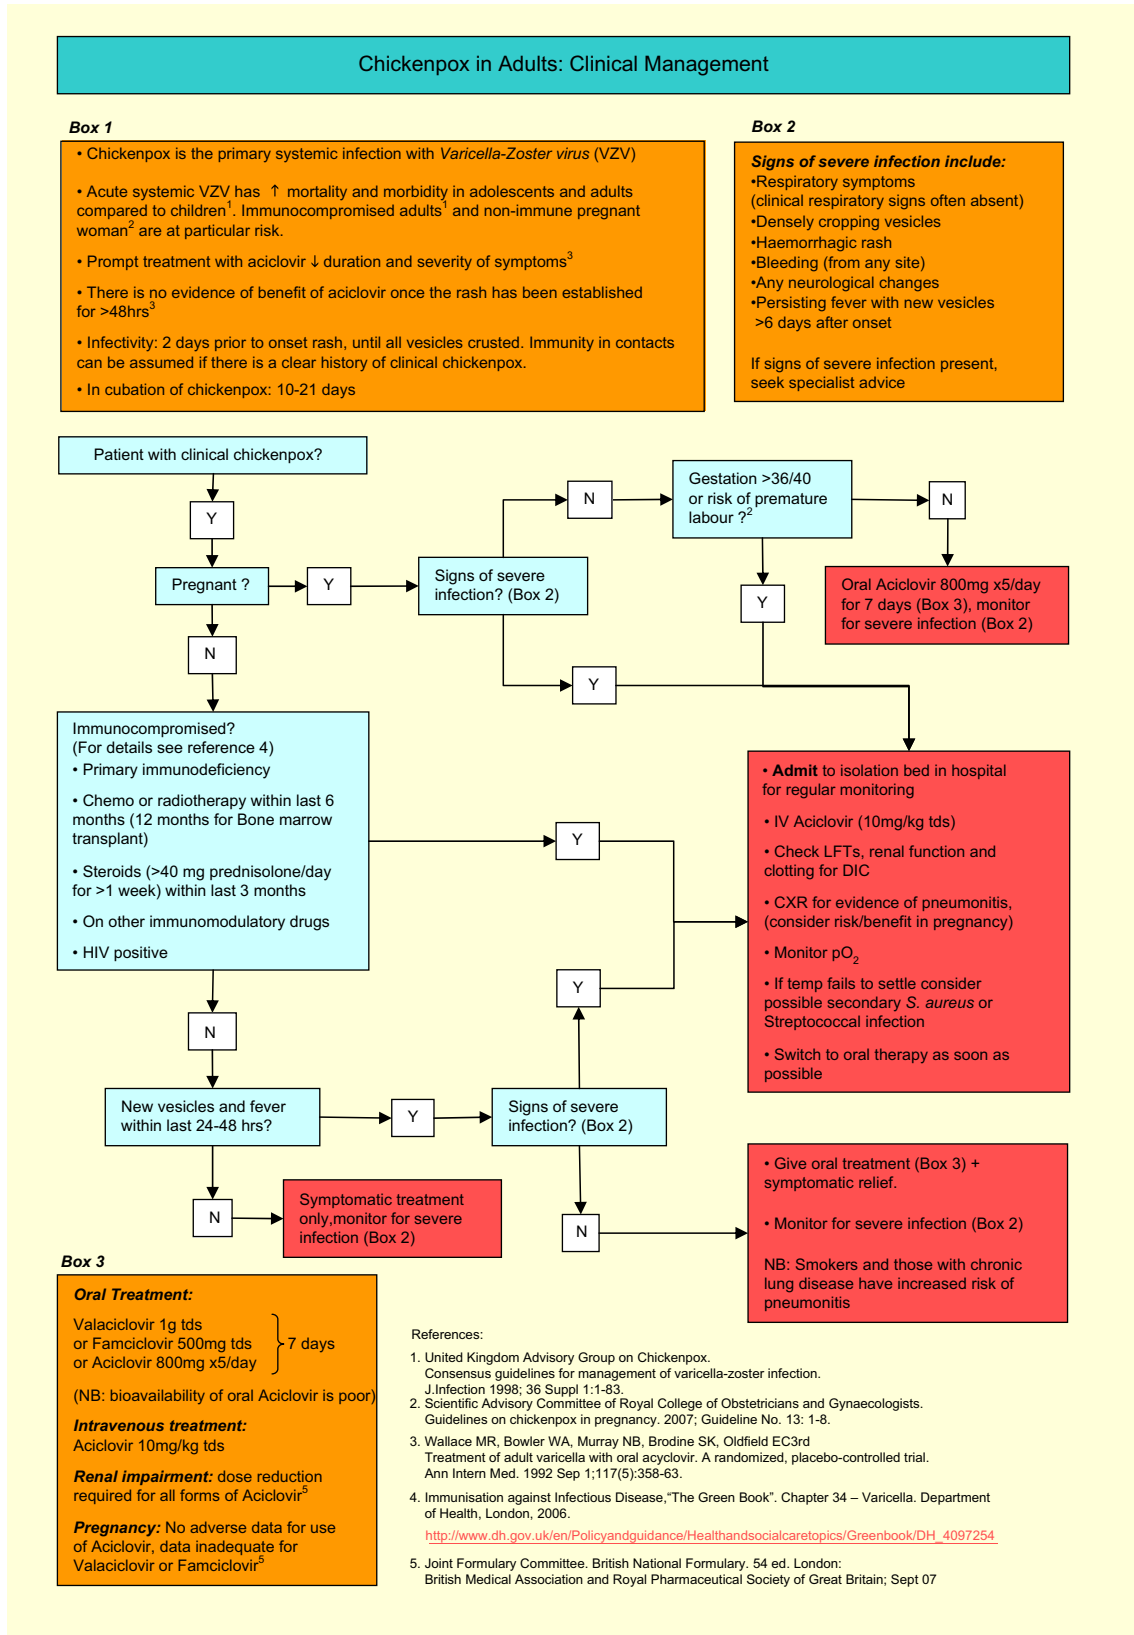 Chickenpox in Adults: Clinical Management
Box 1
• Chickenpox is the primary systemic infection with Varicella-Zoster virus (VZV)
• Acute systemic VZV has ↑ mortality and morbidity in adolescents and adults
compared to children1. Immunocompromised adults1 and non-immune pregnant
woman2 are at particular risk.
• Prompt treatment with aciclovir ↓ duration and severity of symptoms3
• There is no evidence of benefit of aciclovir once the rash has been established
for >48hrs3
• Infectivity: 2 days prior to onset rash, until all vesicles crusted. Immunity in contacts
can be assumed if there is a clear history of clinical chickenpox.
• In cubation of chickenpox: 10-21 days
Box 2
Signs of severe infection include:
•Respiratory symptoms
(clinical respiratory signs often absent)
•Densely cropping vesicles
•Haemorrhagic rash
•Bleeding (from any site)
•Any neurological changes
•Persisting fever with new vesicles
>6 days after onset
If signs of severe infection present,
seek specialist advice
Patient with clinical chickenpox?
Y
Pregnant ?
Y
Signs of severe
infection? (Box 2)
N
Gestation >36/40
or risk of premature
labour ?2
N
Oral Aciclovir 800mg x5/day
for 7 days (Box 3), monitor
for severe infection (Box 2)
Y
Y
N
Immunocompromised?
(For details see reference 4)
• Primary immunodeficiency
• Chemo or radiotherapy within last 6
months (12 months for Bone marrow
transplant)
• Steroids (>40 mg prednisolone/day
for >1 week) within last 3 months
• On other immunomodulatory drugs
• HIV positive
Y
• Admit to isolation bed in hospital
for regular monitoring
• IV Aciclovir (10mg/kg tds)
• Check LFTs, renal function and
clotting for DIC
• CXR for evidence of pneumonitis,
(consider risk/benefit in pregnancy)
• Monitor pO2
• If temp fails to settle consider
possible secondary S. aureus or
Streptococcal infection
• Switch to oral therapy as soon as
possible
Y
N
New vesicles and fever
within last 24-48 hrs?
Y
Signs of severe
infection? (Box 2)
N
Symptomatic treatment
only,monitor for severe
infection (Box 2)
N
• Give oral treatment (Box 3) +
symptomatic relief.
• Monitor for severe infection (Box 2)
NB: Smokers and those with chronic
lung disease have increased risk of
pneumonitis
Box 3
Oral Treatment:
Valaciclovir 1g tds
or Famciclovir 500mg tds
or Aciclovir 800mg x5/day
7 days
(NB: bioavailability of oral Aciclovir is poor)
Intravenous treatment:
Aciclovir 10mg/kg tds
Renal impairment: dose reduction
required for all forms of Aciclovir5
Pregnancy: No adverse data for use
of Aciclovir, data inadequate for
Valaciclovir or Famciclovir5
References:
1. United Kingdom Advisory Group on Chickenpox.
Consensus guidelines for management of varicella-zoster infection.
J.Infection 1998; 36 Suppl 1:1-83.
2. Scientific Advisory Committee of Royal College of Obstetricians and Gynaecologists.
Guidelines on chickenpox in pregnancy. 2007; Guideline No. 13: 1-8.
3. Wallace MR, Bowler WA, Murray NB, Brodine SK, Oldfield EC3rd
Treatment of adult varicella with oral acyclovir. A randomized, placebo-controlled trial.
Ann Intern Med. 1992 Sep 1;117(5):358-63.
4. Immunisation against Infectious Disease,“The Green Book”. Chapter 34 – Varicella. Department
of Health, London, 2006.
http://www.dh.gov.uk/en/Policyandguidance/Healthandsocialcaretopics/Greenbook/DH_4097254
5. Joint Formulary Committee. British National Formulary. 54 ed. London:
British Medical Association and Royal Pharmaceutical Society of Great Britain; Sept 07